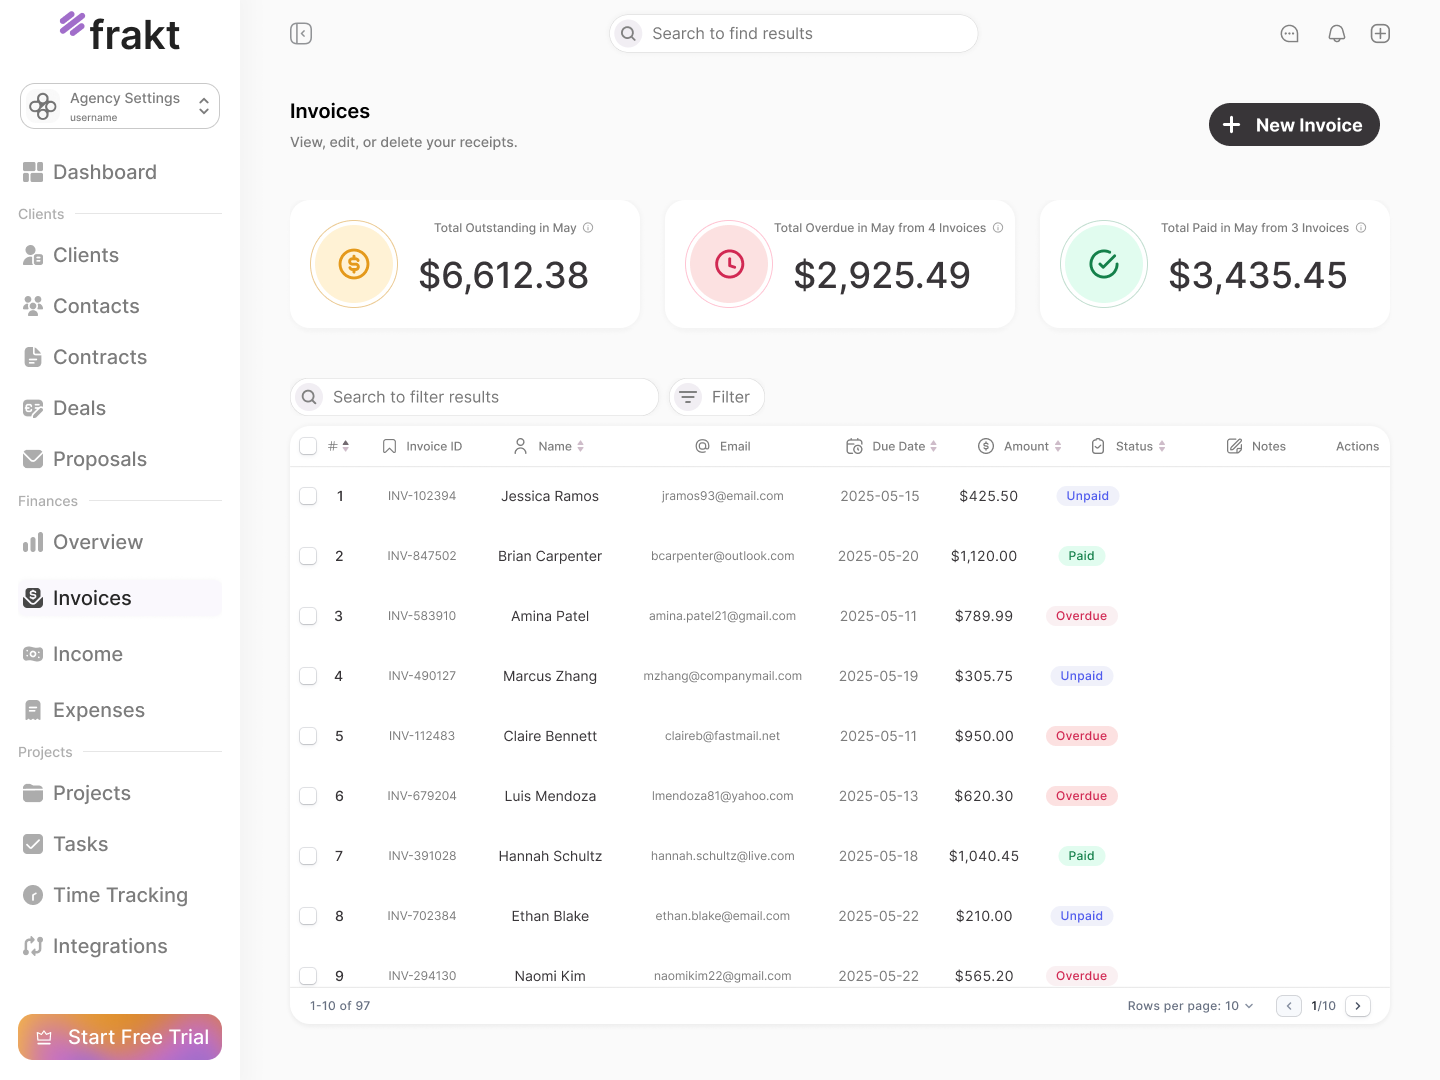 frakt
Agency Settings
username
Dashboard
Clients
Clients
Contacts
Contracts
Deals
Proposals
Finances
Overview
Invoices
Income
Expenses
Projects
Projects
Tasks
Time Tracking
Integrations
Start Free Trial
Search to find results
Invoices
View, edit, or delete your receipts.
New Invoice
Total Outstanding in May
$6,612.38
Total Overdue in May from 4 Invoices
$2,925.49
Total Paid in May from 3 Invoices
$3,435.45
Search to filter results
Filter
# Invoice ID Name Email Due Date Amount Status Notes Actions
1 INV-102394 Jessica Ramos jramos93@email.com 2025-05-15 $425.50 Unpaid
2 INV-847502 Brian Carpenter bcarpenter@outlook.com 2025-05-20 $1,120.00 Paid
3 INV-583910 Amina Patel amina.patel21@gmail.com 2025-05-11 $789.99 Overdue
4 INV-490127 Marcus Zhang mzhang@companymail.com 2025-05-19 $305.75 Unpaid
5 INV-112483 Claire Bennett claireb@fastmail.net 2025-05-11 $950.00 Overdue
6 INV-679204 Luis Mendoza lmendoza81@yahoo.com 2025-05-13 $620.30 Overdue
7 INV-391028 Hannah Schultz hannah.schultz@live.com 2025-05-18 $1,040.45 Paid
8 INV-702384 Ethan Blake ethan.blake@email.com 2025-05-22 $210.00 Unpaid
9 INV-294130 Naomi Kim naomikim22@gmail.com 2025-05-22 $565.20 Overdue
1-10 of 97
Rows per page: 10
1/10